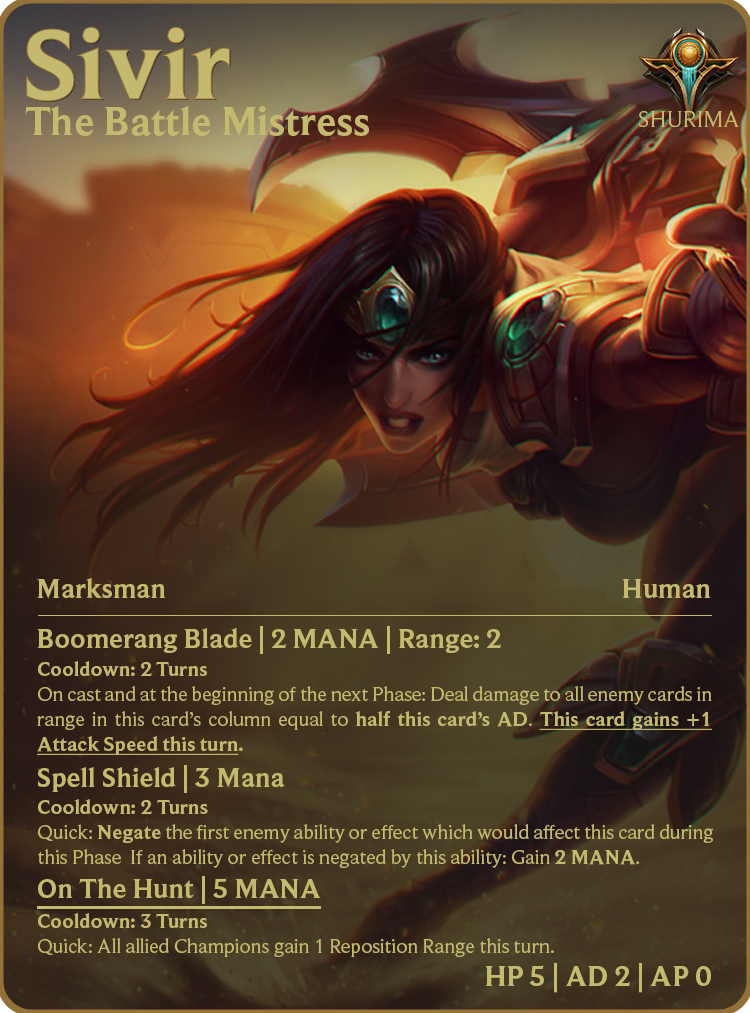 Sivir
The Battle Mistress
SHURIMA
Marksman
Human
Boomerang Blade | 2 MANA | Range: 2
Cooldown: 2 Turns
On cast and at the beginning of the next Phase: Deal damage to all enemy cards in
range in this card's column equal to half this card's AD. This card gains +1
Attack Speed this turn.
Spell Shield | 3 Mana
Cooldown: 2 Turns
Quick: Negate the first enemy ability or effect which would affect this card during
this Phase  If an ability or effect is negated by this ability: Gain 2 MANA.
On The Hunt | 5 MANA
Cooldown: 3 Turns
Quick: All allied Champions gain 1 Reposition Range this turn.
HP 5 | AD 2 | AP 0